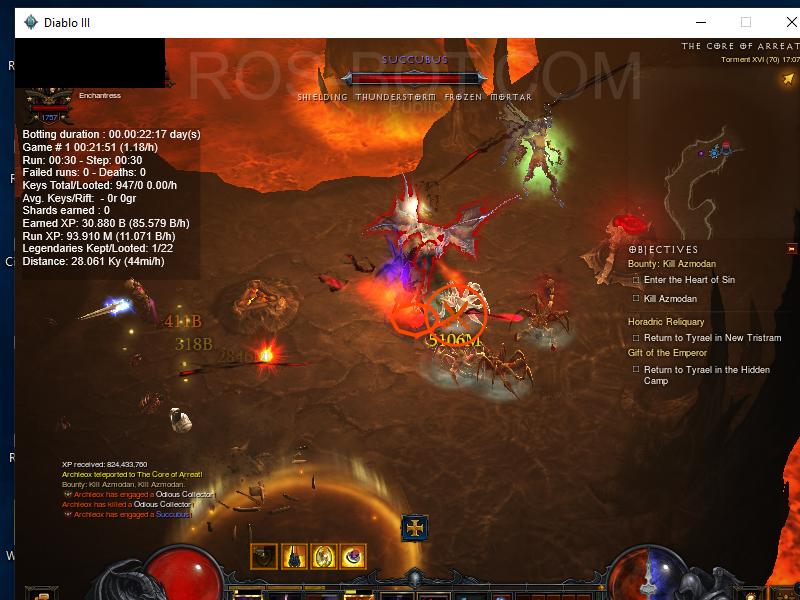 Diablo III
ROS-BOT.COM
THE CORE OF ARREAT
Torment XVI (70) 17:07
SUCCUBUS
SHIELDING THUNDERSTORM FROZEN MORTAR
Enchantress
1757
Botting duration : 00.00:22:17 day(s)
Game # 1 00:21:51 (1.18/h)
Run: 00:30 - Step: 00:30
Failed runs: 0 - Deaths: 0
Keys Total/Looted: 947/0 0.00/h
Avg. Keys/Rift:  - 0r 0gr
Shards earned : 0
Earned XP: 30.880 B (85.579 B/h)
Run XP: 93.910 M (11.071 B/h)
Legendaries Kept/Looted: 1/22
Distance: 28.061 Ky (44mi/h)
OBJECTIVES
Bounty: Kill Azmodan
Enter the Heart of Sin
Kill Azmodan
Horadric Reliquary
Return to Tyrael in New Tristram
Gift of the Emperor
Return to Tyrael in the Hidden
Camp
411B
318B
5106M
XP received: 824,433,760
Archleox teleported to The Core of Arreat!
Bounty: Kill Azmodan, Kill Azmodan.
Archleox has engaged a Odious Collector
Archleox has killed a Odious Collector
Archleox has engaged a Succubus